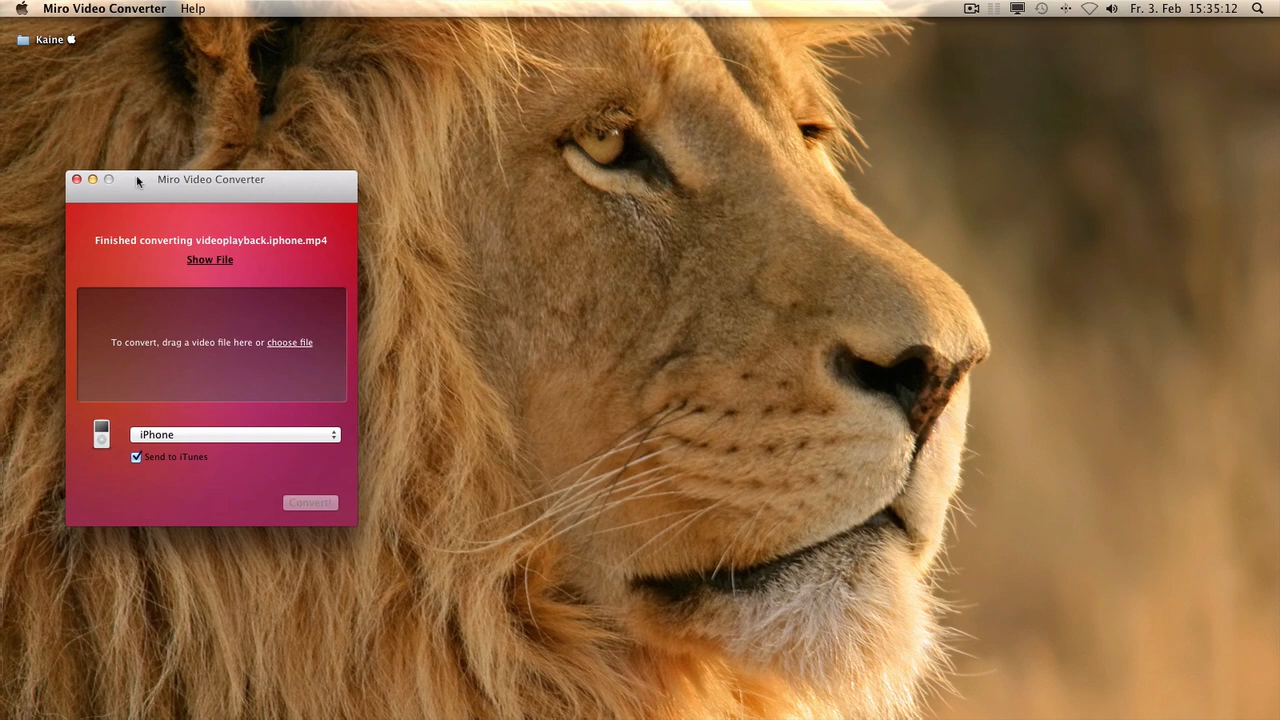 Miro Video Converter Help Fr. 3. Feb 15:35:12
Kaine
Miro Video Converter
Finished converting videoplayback.iphone.mp4
Show File
To convert, drag a video file here or choose file
iPhone
Send to iTunes
Convert!